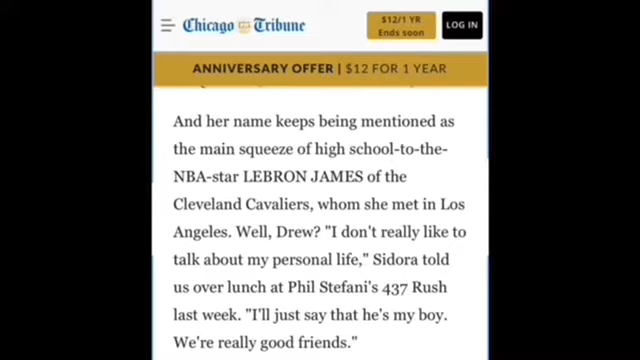 Chicago Tribune
$12/1 YR
Ends soon
LOG IN
ANNIVERSARY OFFER | $12 FOR 1 YEAR
And her name keeps being mentioned as
the main squeeze of high school-to-the-
NBA-star LEBRON JAMES of the
Cleveland Cavaliers, whom she met in Los
Angeles. Well, Drew? "I don't really like to
talk about my personal life," Sidora told
us over lunch at Phil Stefani's 437 Rush
last week. "I'll just say that he's my boy.
We're really good friends."